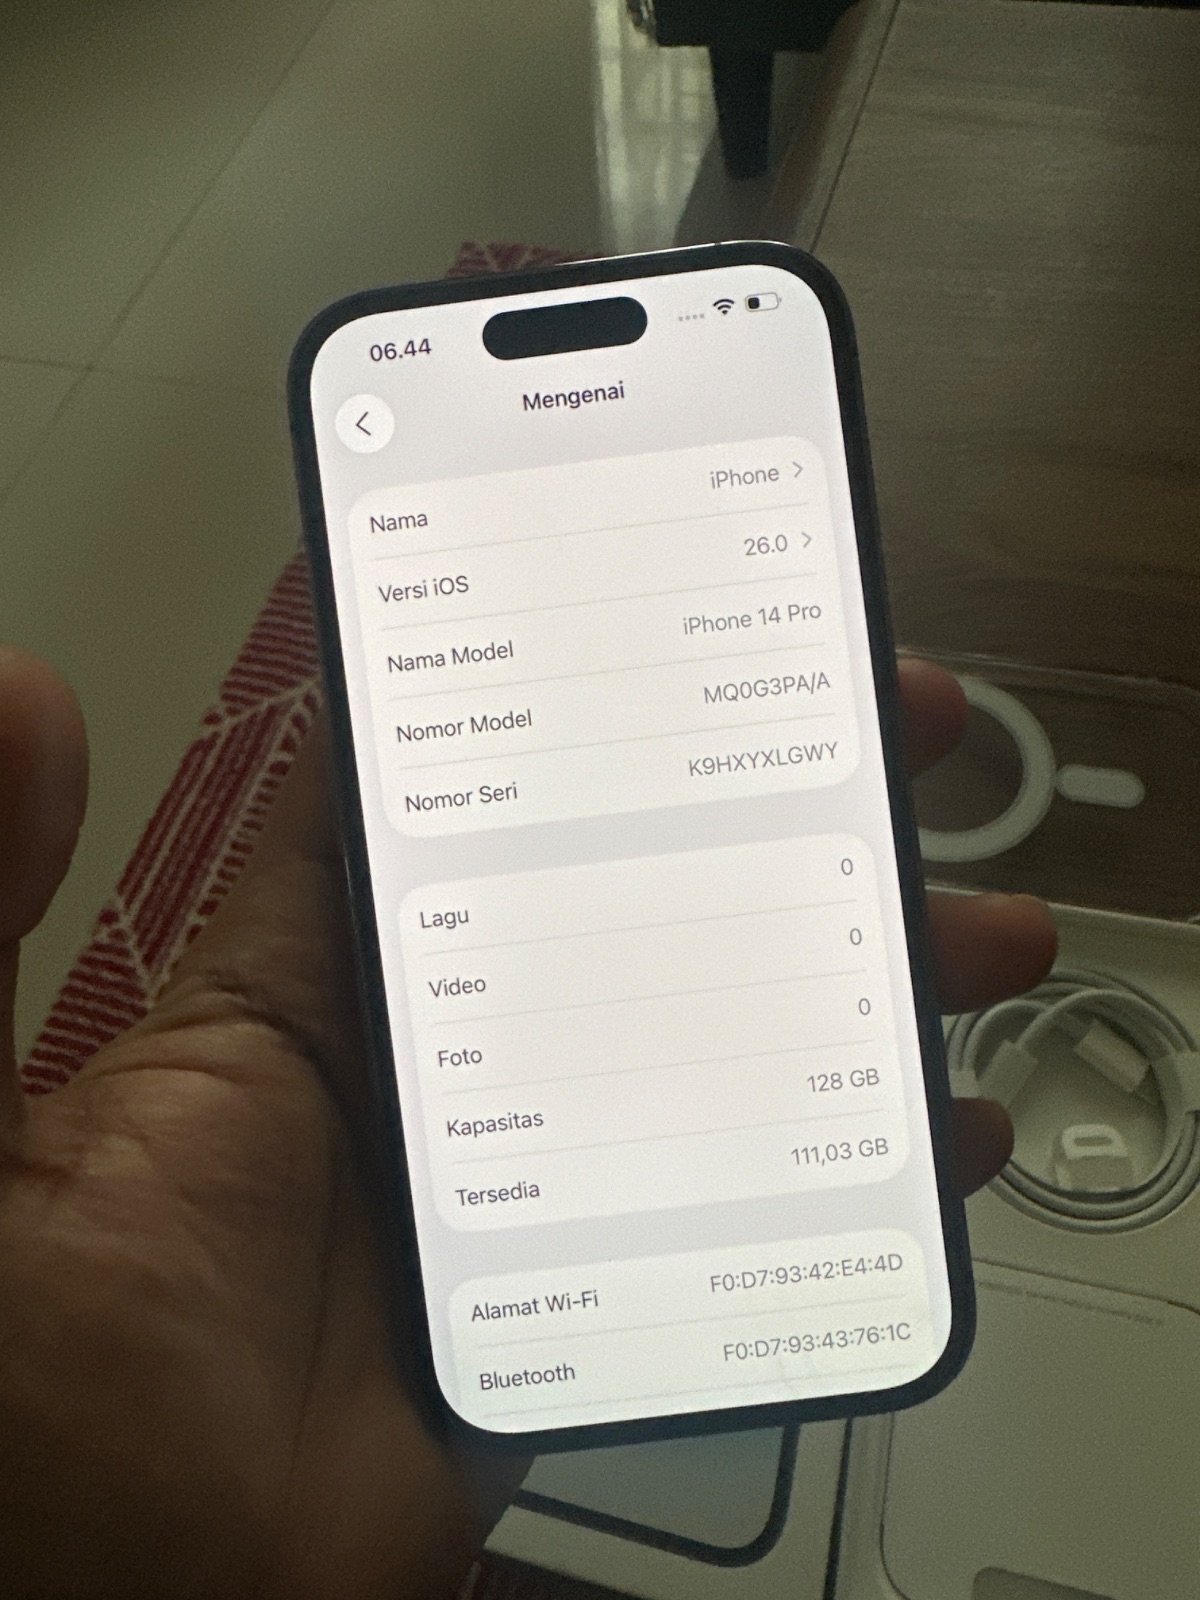 06.44
Mengenai
Nama iPhone
Versi iOS 26.0
Nama Model iPhone 14 Pro
Nomor Model MQ0G3PA/A
Nomor Seri K9HXYXLGWY
Lagu 0
Video 0
Foto 0
Kapasitas 128 GB
Tersedia 111,03 GB
Alamat Wi-Fi F0:D7:93:42:E4:4D
Bluetooth F0:D7:93:43:76:1C